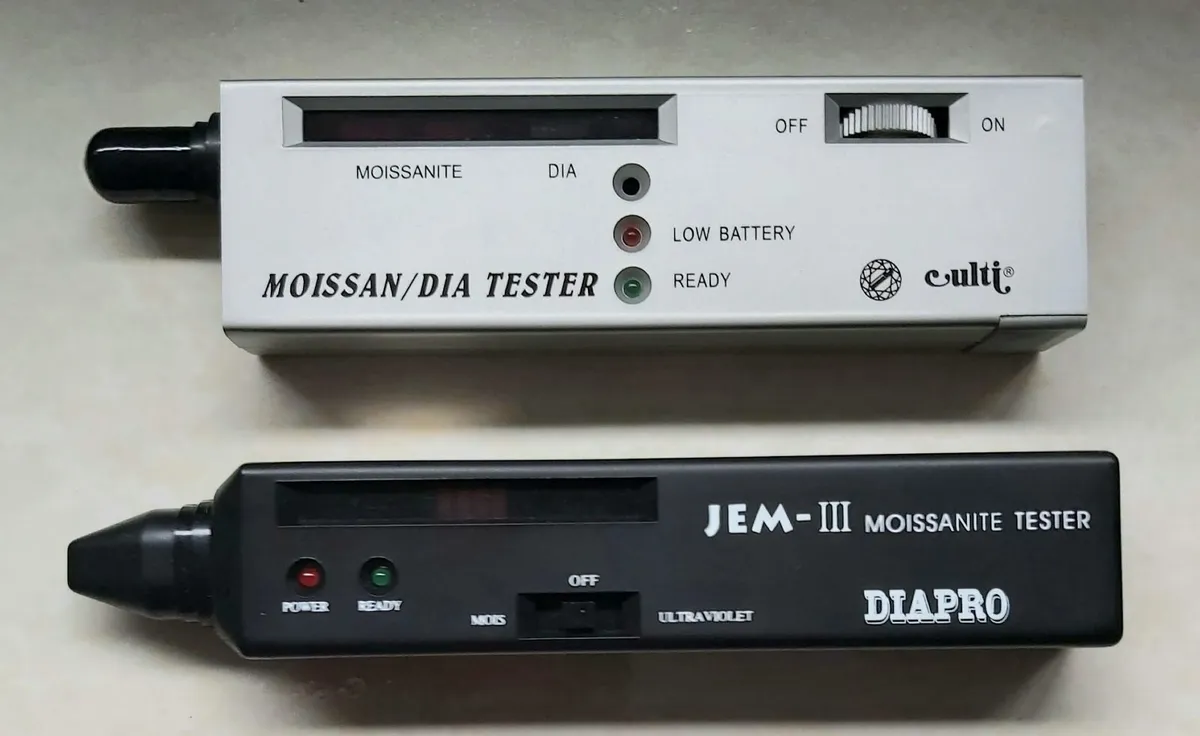 OFF ON
MOISSANITE DIA
LOW BATTERY
MOISSAN/DIA TESTER READY culti®
JEM-III MOISSANITE TESTER
POWER READY OFF
MOIS ULTRAVIOLET DIAPRO